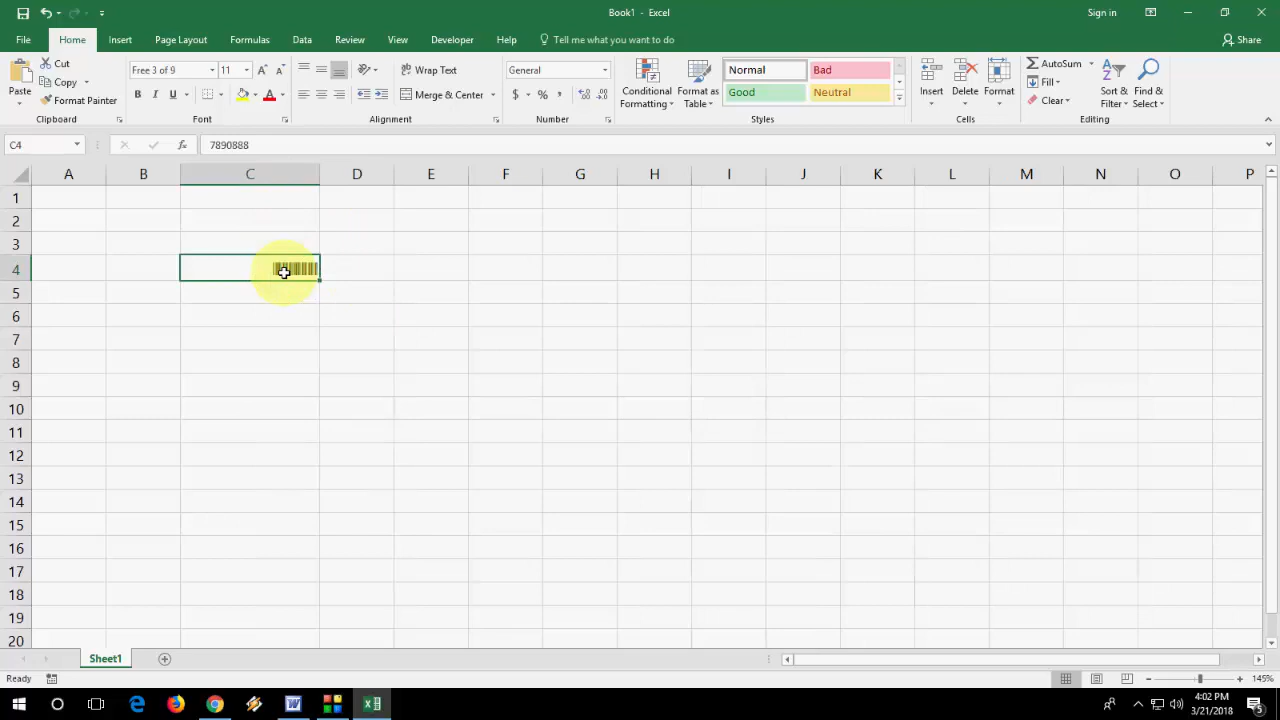 Book1 - Excel
Sign in
File Home Insert Page Layout Formulas Data Review View Developer Help Tell me what you want to do Share
Paste
Cut
Copy
Format Painter
Clipboard
Free 3 of 9 11
B I U
Font
Wrap Text
Merge & Center
Alignment
General
$ % ,
Number
Conditional Formatting
Format as Table
Normal Bad
Good Neutral
Styles
Insert Delete Format
Cells
AutoSum
Fill
Clear
Sort & Filter
Find & Select
Editing
C4 fx 7890888
A B C D E F G H I J K L M N O P
1
2
3
4
5
6
7
8
9
10
11
12
13
14
15
16
17
18
19
20
Sheet1
Ready 145%
4:02 PM
3/21/2018
3